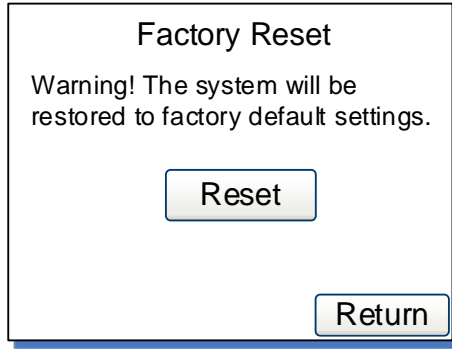 Factory Reset
Warning! The system will be
restored to factory default settings.
Reset
Return